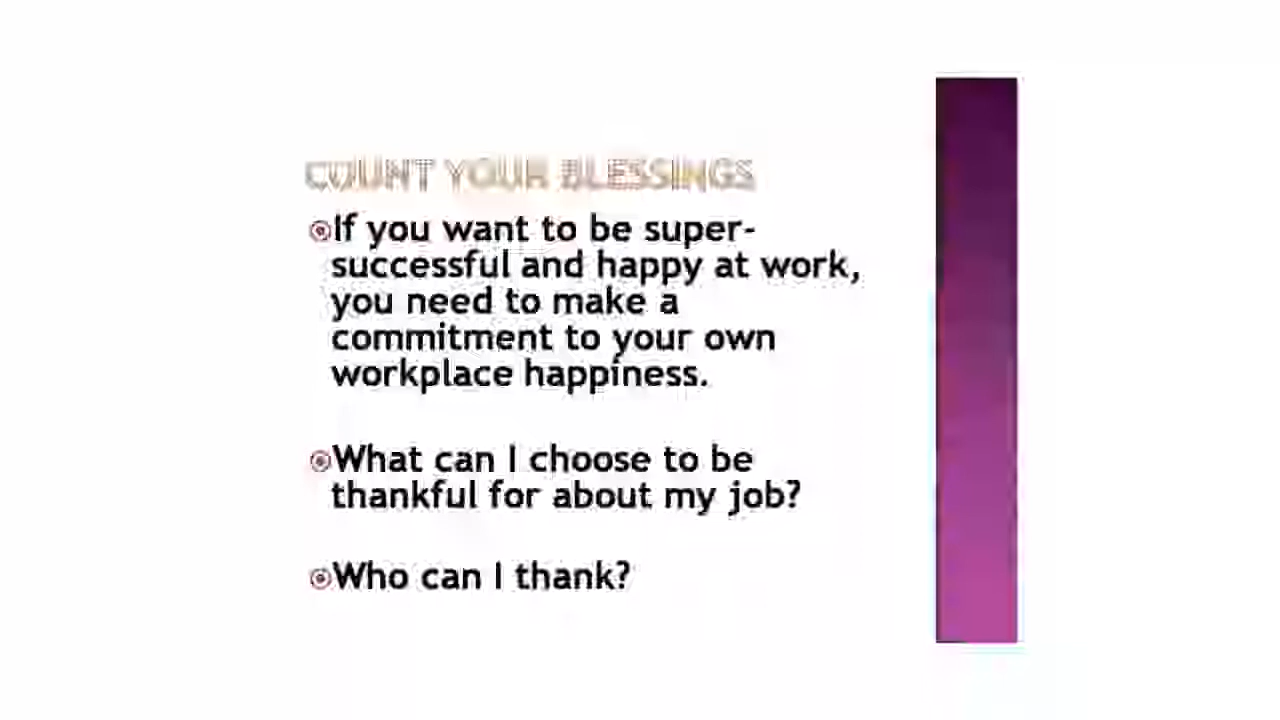 COUNT YOUR BLESSINGS
If you want to be super-
successful and happy at work,
you need to make a
commitment to your own
workplace happiness.
What can I choose to be
thankful for about my job?
Who can I thank?